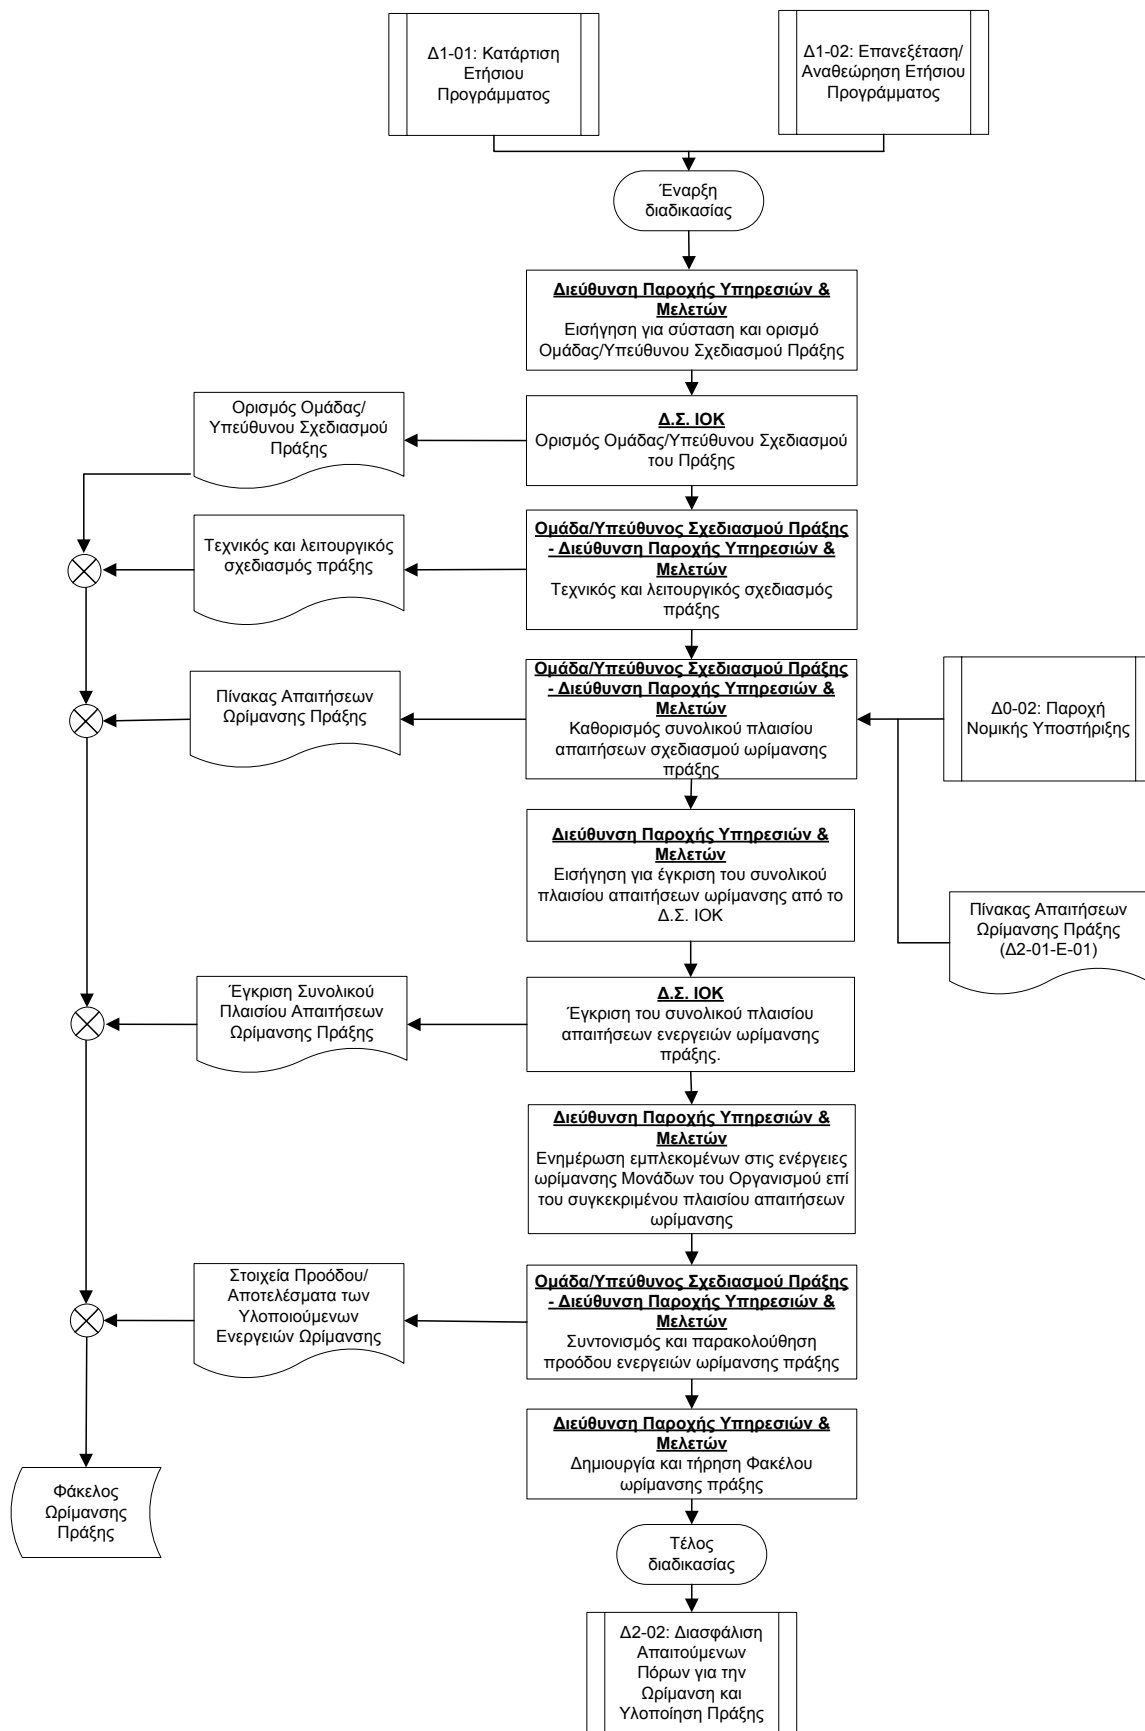 Δ1-01: Κατάρτιση
Ετήσιου
Προγράμματος
Δ1-02: Επανεξέταση/
Αναθεώρηση Ετήσιου
Προγράμματος
Έναρξη
διαδικασίας
Διεύθυνση Παροχής Υπηρεσιών &
Μελετών
Εισήγηση για σύσταση και ορισμό
Ομάδας/Υπεύθυνου Σχεδιασμού Πράξης
Ορισμός Ομάδας/
Υπεύθυνου Σχεδιασμού
Πράξης
Δ.Σ. ΙΟΚ
Ορισμός Ομάδας/Υπεύθυνου Σχεδιασμού
του Πράξης
Τεχνικός και λειτουργικός
σχεδιασμός πράξης
Ομάδα/Υπεύθυνος Σχεδιασμού Πράξης
- Διεύθυνση Παροχής Υπηρεσιών &
Μελετών
Τεχνικός και λειτουργικός σχεδιασμός
πράξης
Πίνακας Απαιτήσεων
Ωρίμανσης Πράξης
Ομάδα/Υπεύθυνος Σχεδιασμού Πράξης
- Διεύθυνση Παροχής Υπηρεσιών &
Μελετών
Καθορισμός συνολικού πλαισίου
απαιτήσεων σχεδιασμού ωρίμανσης
πράξης
Δ0-02: Παροχή
Νομικής Υποστήριξης
Διεύθυνση Παροχής Υπηρεσιών &
Μελετών
Εισήγηση για έγκριση του συνολικού
πλαισίου απαιτήσεων ωρίμανσης από το
Δ.Σ. ΙΟΚ
Πίνακας Απαιτήσεων
Ωρίμανσης Πράξης
(Δ2-01-Ε-01)
Έγκριση Συνολικού
Πλαισίου Απαιτήσεων
Ωρίμανσης Πράξης
Δ.Σ. ΙΟΚ
Έγκριση του συνολικού πλαισίου
απαιτήσεων ενεργειών ωρίμανσης
πράξης.
Διεύθυνση Παροχής Υπηρεσιών &
Μελετών
Ενημέρωση εμπλεκομένων στις ενέργειες
ωρίμανσης Μονάδων του Οργανισμού επί
του συγκεκριμένου πλαισίου απαιτήσεων
ωρίμανσης
Στοιχεία Προόδου/
Αποτελέσματα των
Υλοποιούμενων
Ενεργειών Ωρίμανσης
Ομάδα/Υπεύθυνος Σχεδιασμού Πράξης
- Διεύθυνση Παροχής Υπηρεσιών &
Μελετών
Συντονισμός και παρακολούθηση
προόδου ενεργειών ωρίμανσης πράξης
Διεύθυνση Παροχής Υπηρεσιών &
Μελετών
Δημιουργία και τήρηση Φακέλου
ωρίμανσης πράξης
Φάκελος
Ωρίμανσης
Πράξης
Τέλος
διαδικασίας
Δ2-02: Διασφάλιση
Απαιτούμενων
Πόρων για την
Ωρίμανση και
Υλοποίηση Πράξης